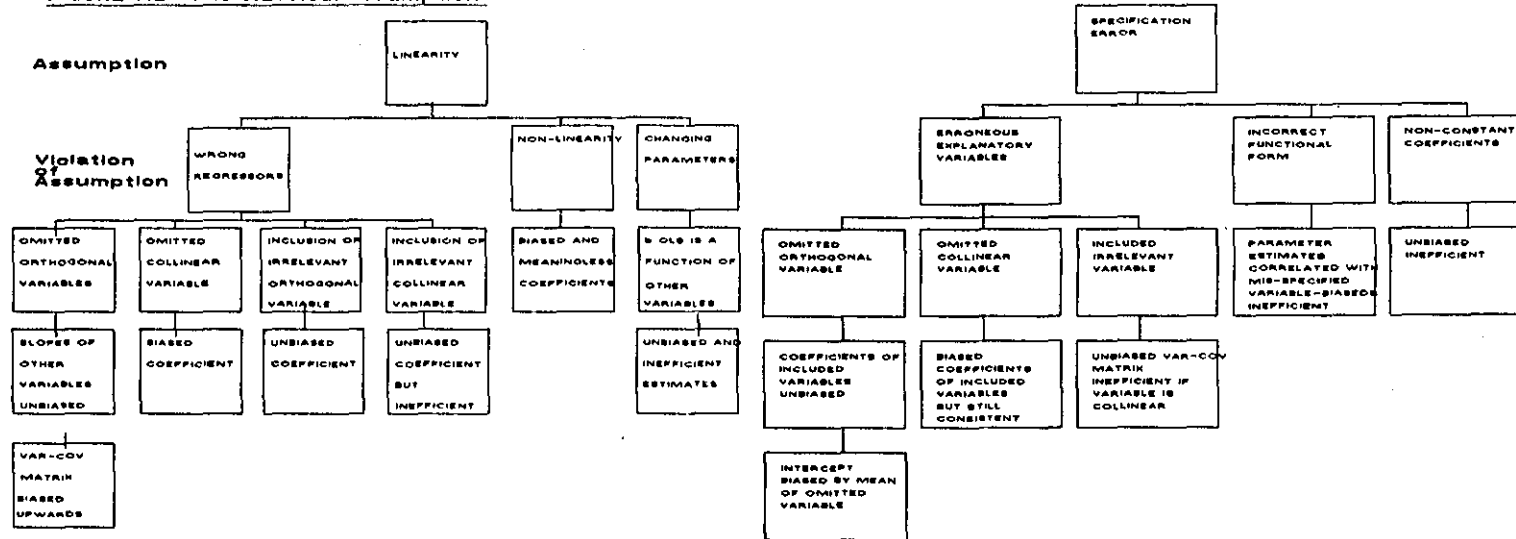 Assumption
LINEARITY
Violation
of
Assumption
WRONG
REGRESSORS
NON-LINEARITY
CHANGING
PARAMETERS
OMITTED
ORTHOGONAL
VARIABLES
OMITTED
COLLINEAR
VARIABLE
INCLUSION OF
IRRELEVANT
ORTHOGONAL
VARIABLE
INCLUSION OF
IRRELEVANT
COLLINEAR
VARIABLE
BIASED AND
MEANINGLESS
COEFFICIENTS
b OLS IS A
FUNCTION OF
OTHER
VARIABLES
SLOPES OF
OTHER
VARIABLES
UNBIASED
BIASED
COEFFICIENT
UNBIASED
COEFFICIENT
UNBIASED
COEFFICIENT
BUT
INEFFICIENT
UNBIASED AND
INEFFICIENT
ESTIMATES
VAR-COV
MATRIX
BIASED
UPWARDS
SPECIFICATION
ERROR
ERRONEOUS
EXPLANATORY
VARIABLES
INCORRECT
FUNCTIONAL
FORM
NON-CONSTANT
COEFFICIENTS
OMITTED
ORTHOGONAL
VARIABLE
OMITTED
COLLINEAR
VARIABLE
INCLUDED
IRRELEVANT
VARIABLE
PARAMETER
ESTIMATES
CORRELATED WITH
MIS-SPECIFIED
VARIABLE-BIASED&
INEFFICIENT
UNBIASED
INEFFICIENT
COEFFICIENTS OF
INCLUDED
VARIABLES
UNBIASED
BIASED
COEFFICIENTS
OF INCLUDED
VARIABLES
BUT STILL
CONSISTENT
UNBIASED VAR-COV
MATRIX
INEFFICIENT IF
VARIABLE IS
COLLINEAR
INTERCEPT
BIASED BY MEAN
OF OMITTED
VARIABLE